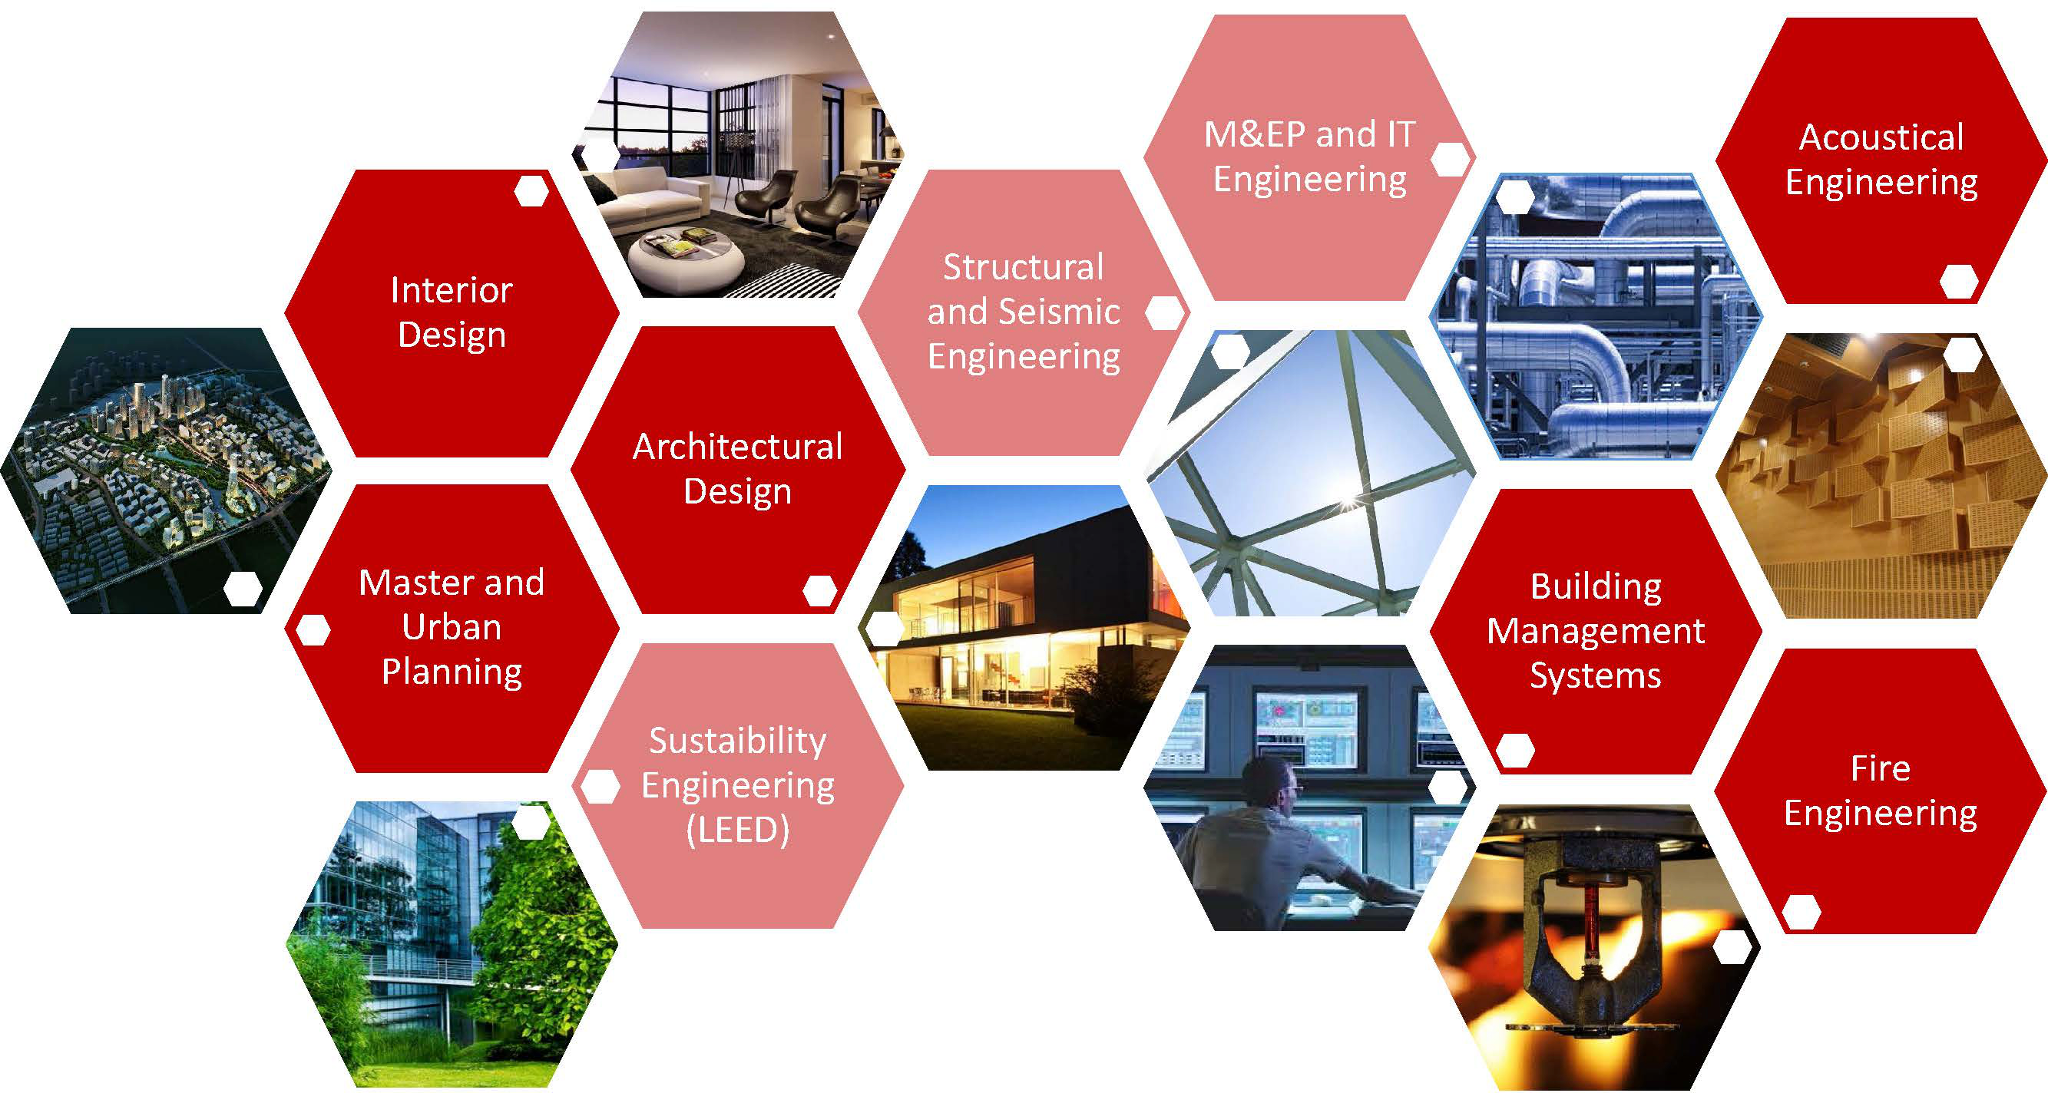 Interior
Design
Master and
Urban
Planning
Architectural
Design
Sustaibility
Engineering
(LEED)
Structural
and Seismic
Engineering
M&EP and IT
Engineering
Building
Management
Systems
Acoustical
Engineering
Fire
Engineering